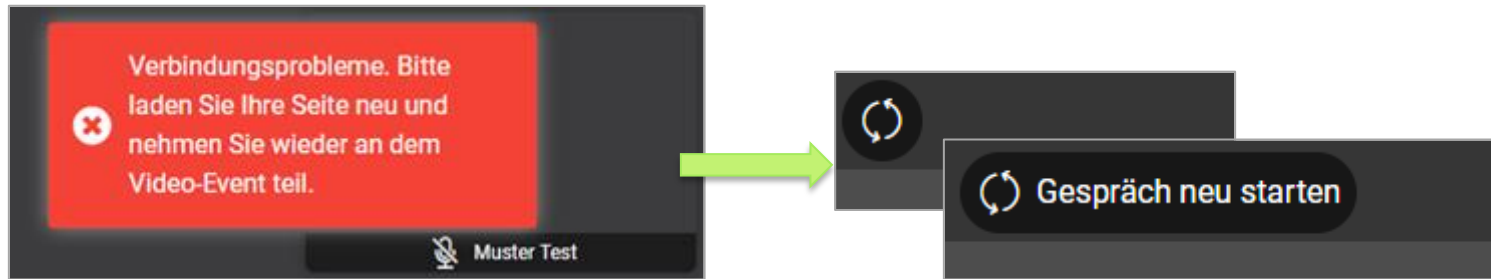 Verbindungsprobleme. Bitte
laden Sie Ihre Seite neu und
nehmen Sie wieder an dem
Video-Event teil.
Muster Test
Gespräch neu starten